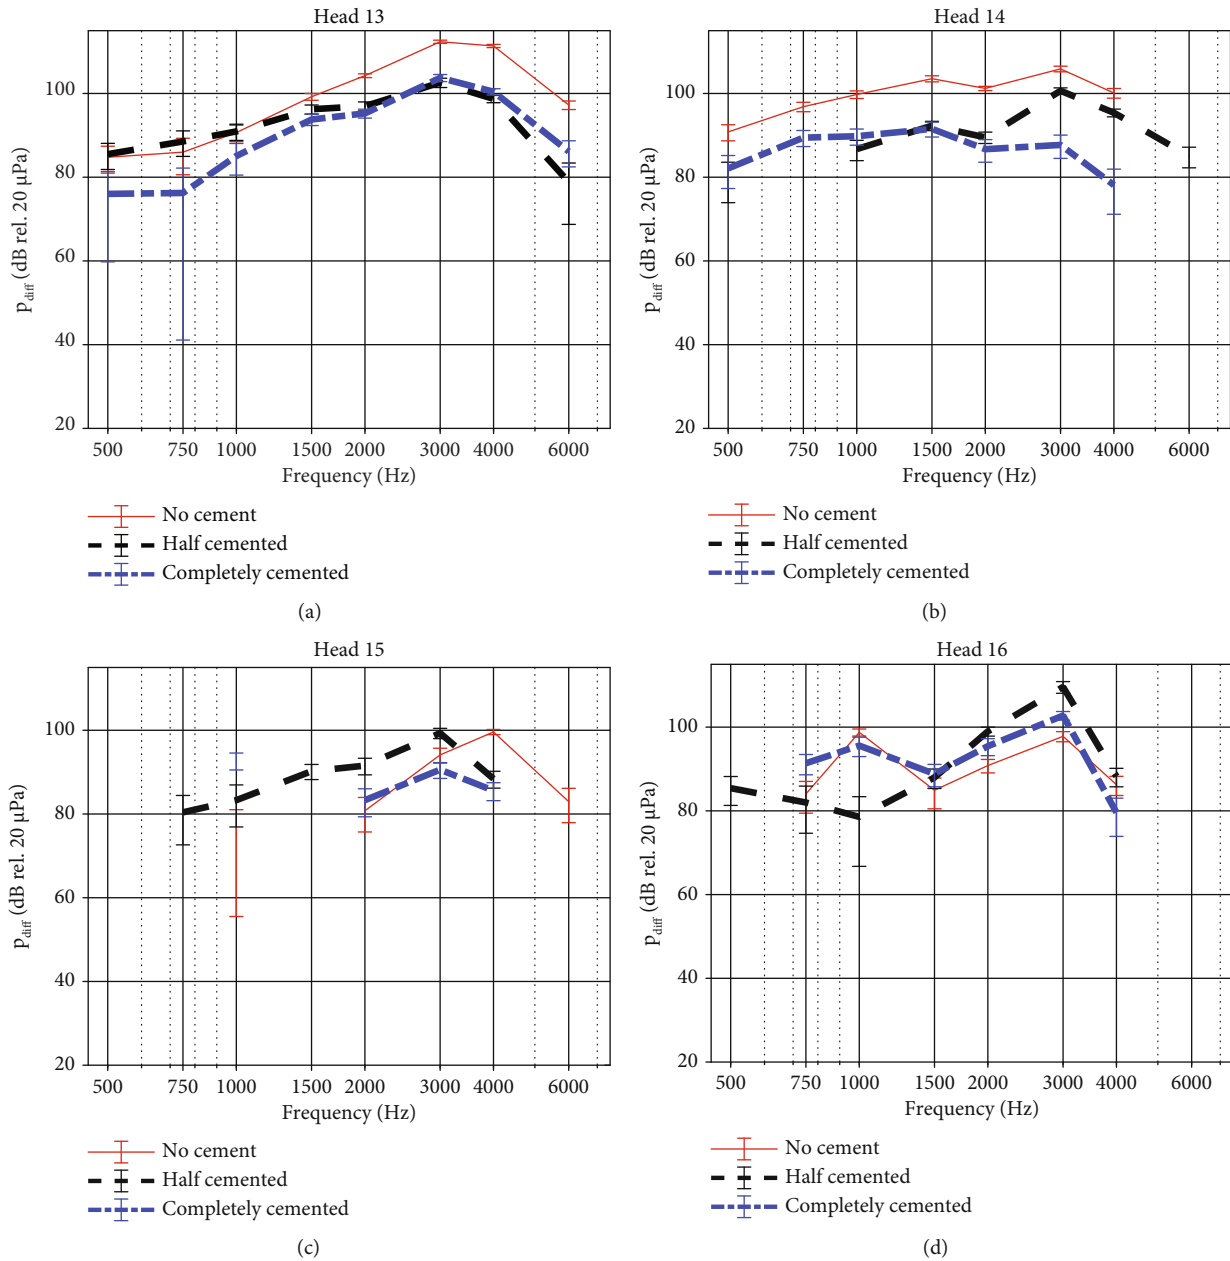 Head 13
100
80
60
40
20
p_diff (dB rel. 20 μPa)
500 750 1000 1500 2000 3000 4000 6000
Frequency (Hz)
No cement
Half cemented
Completely cemented
(a)
Head 14
100
80
60
40
20
p_diff (dB rel. 20 μPa)
500 750 1000 1500 2000 3000 4000 6000
Frequency (Hz)
No cement
Half cemented
Completely cemented
(b)
Head 15
100
80
60
40
20
p_diff (dB rel. 20 μPa)
500 750 1000 1500 2000 3000 4000 6000
Frequency (Hz)
No cement
Half cemented
Completely cemented
(c)
Head 16
100
80
60
40
20
p_diff (dB rel. 20 μPa)
500 750 1000 1500 2000 3000 4000 6000
Frequency (Hz)
No cement
Half cemented
Completely cemented
(d)